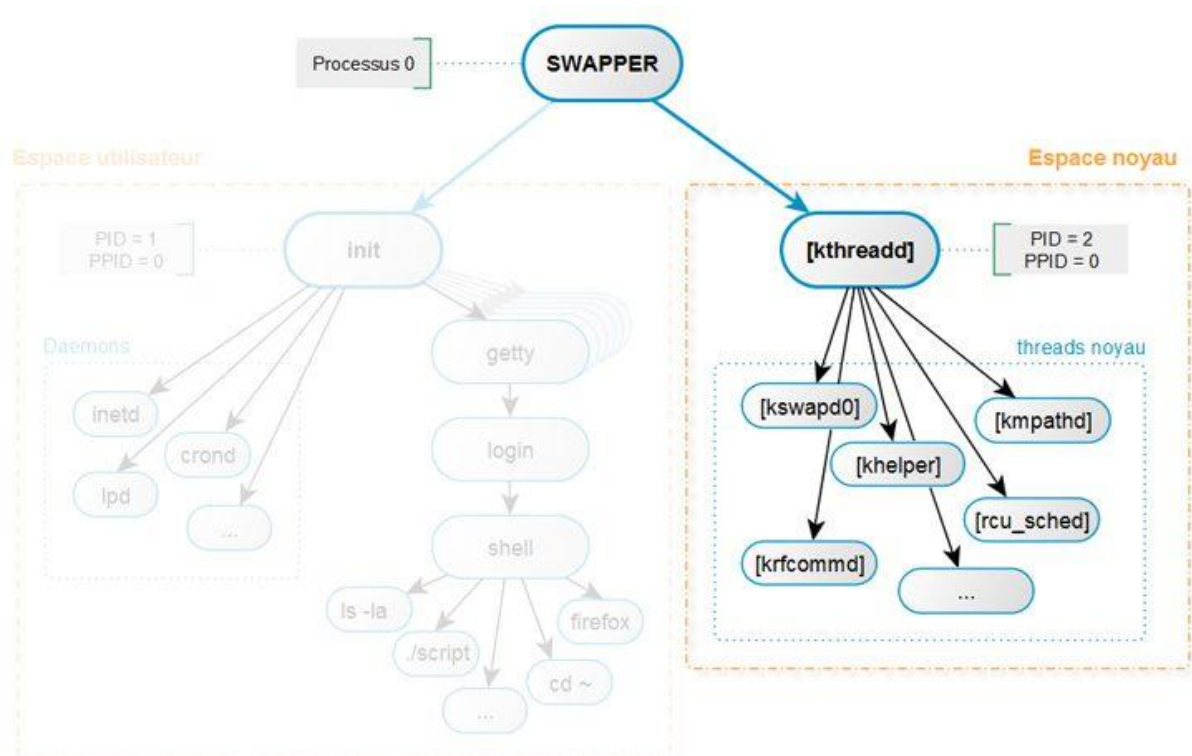 Processus 0
SWAPPER
Espace utilisateur
Espace noyau
PID = 1
PPID = 0
init
[kthreadd]
PID = 2
PPID = 0
Daemons
getty
threads noyau
inetd
crond
lpd
...
login
shell
ls -la
./script
...
cd ~
firefox
[kswapd0]
[kmpathd]
[khelper]
[rcu_sched]
[krfcommd]
...